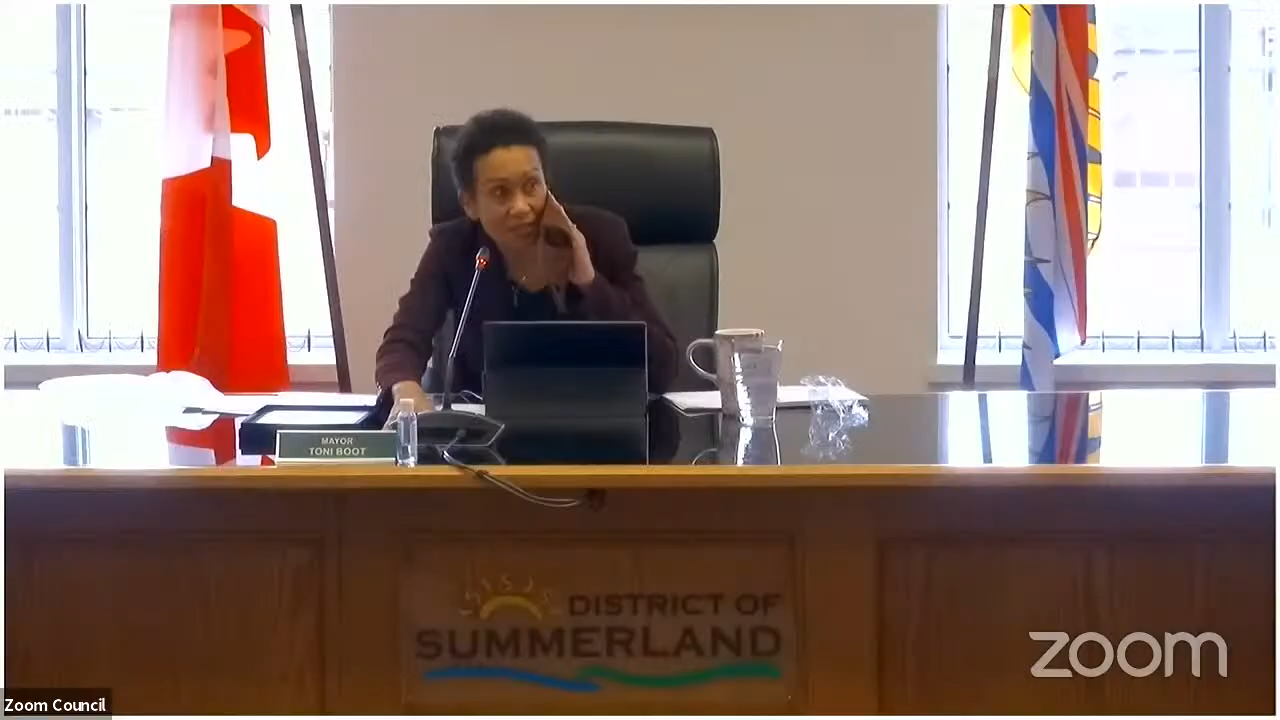 MAYOR
TONI BOOT
DISTRICT OF
SUMMERLAND
zoom
Zoom Council